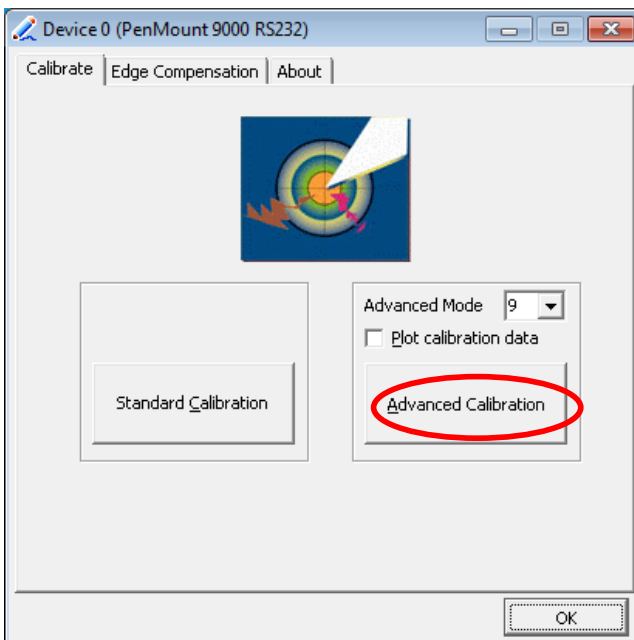 Device 0 (PenMount 9000 RS232)
Calibrate Edge Compensation About
Advanced Mode 9
Plot calibration data
Standard Calibration
Advanced Calibration
OK